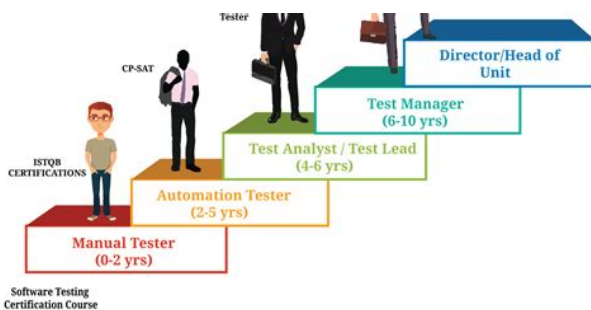 Tester
Director/Head of
Unit
CP-SAT
Test Manager
(6-10 yrs)
Test Analyst / Test Lead
(4-6 yrs)
ISTQB
CERTIFICATIONS
Automation Tester
(2-5 yrs)
Manual Tester
(0-2 yrs)
Software Testing
Certification Course